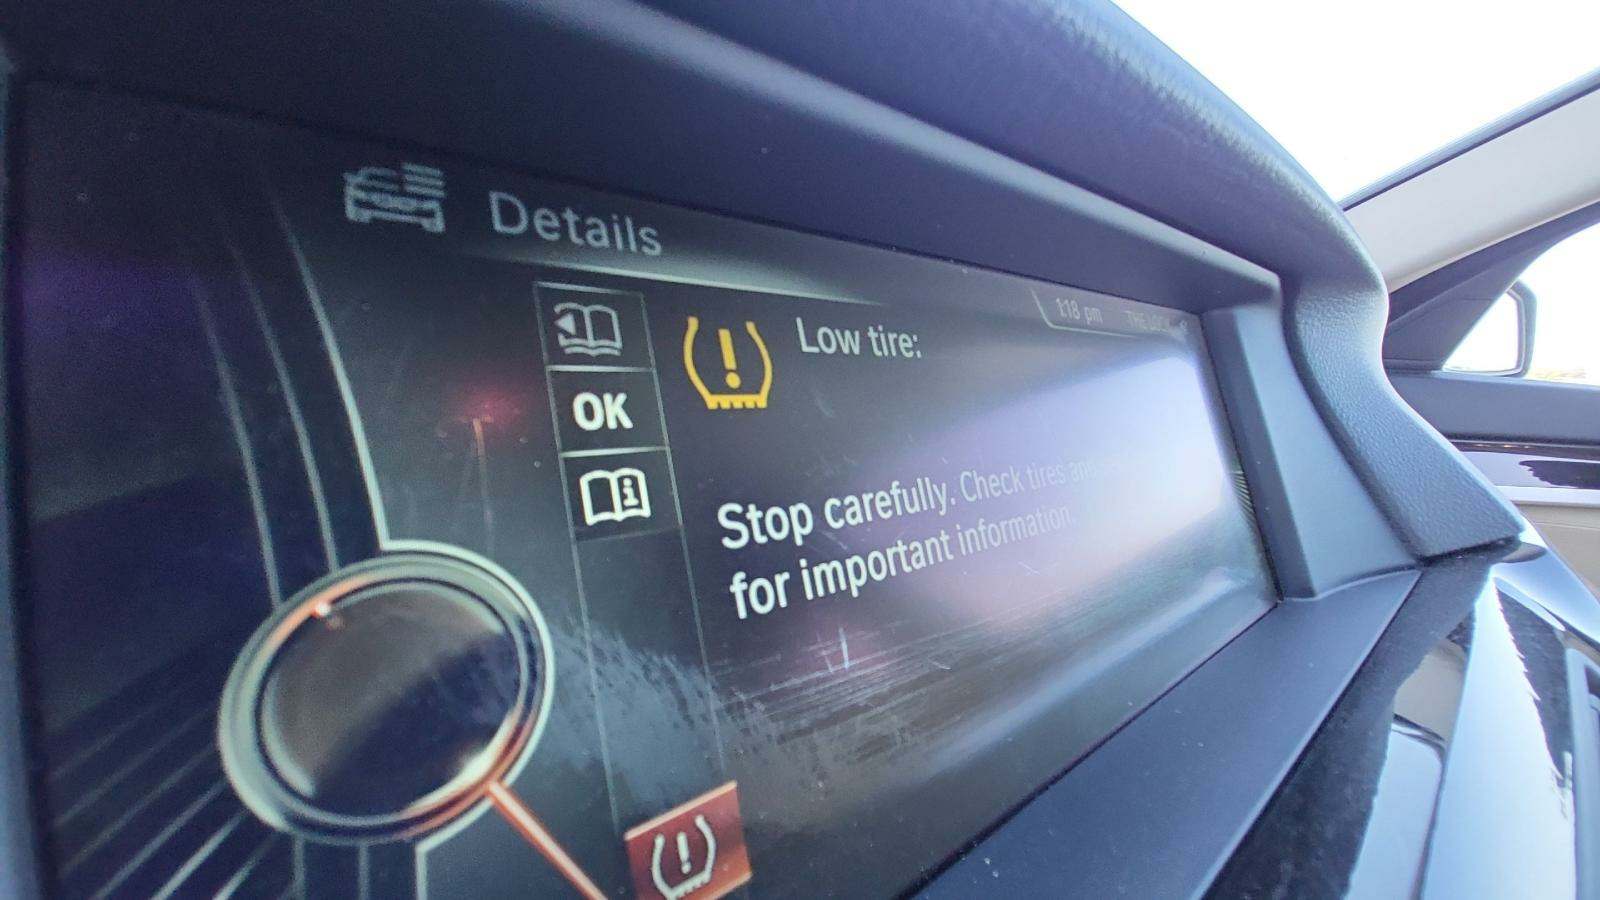 Details
1:18 pm
OK
Low tire:
Stop carefully. Check tires and
for important information.